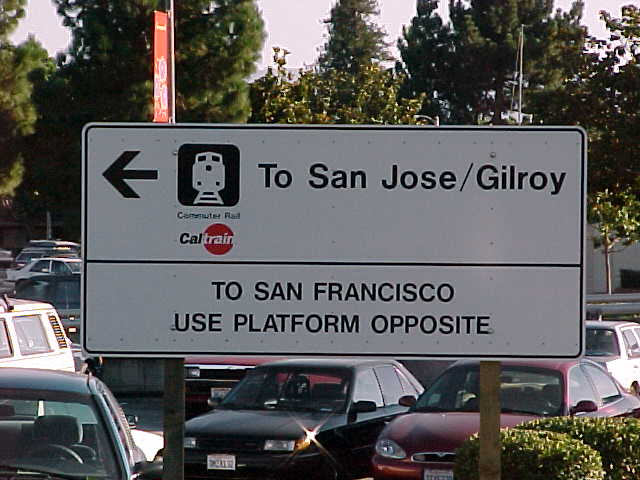 To San Jose/Gilroy
Commuter Rail
Caltrain
TO SAN FRANCISCO
USE PLATFORM OPPOSITE